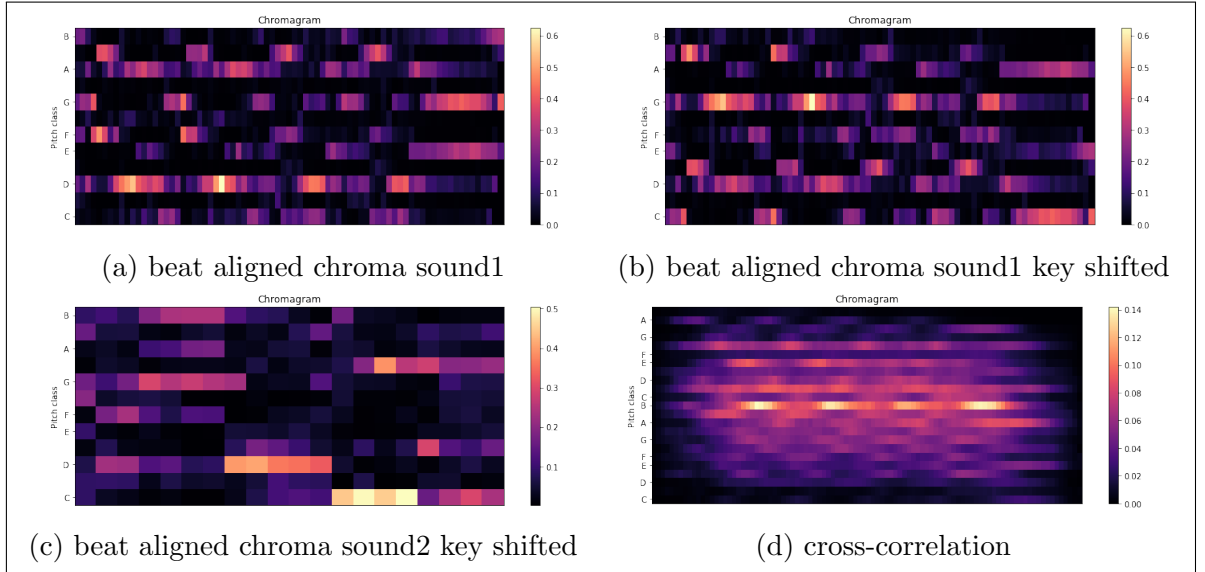 Chromagram
B
A
G
F
E
D
C
Pitch class
0.6
0.5
0.4
0.3
0.2
0.1
0.0
(a) beat aligned chroma sound1
Chromagram
B
A
G
F
E
D
C
Pitch class
0.6
0.5
0.4
0.3
0.2
0.1
0.0
(b) beat aligned chroma sound1 key shifted
Chromagram
B
A
G
F
E
D
C
Pitch class
0.5
0.4
0.3
0.2
0.1
(c) beat aligned chroma sound2 key shifted
Chromagram
A
G
F
E
D
C
B
A
G
F
E
D
C
Pitch class
0.14
0.12
0.10
0.08
0.06
0.04
0.02
0.00
(d) cross-correlation